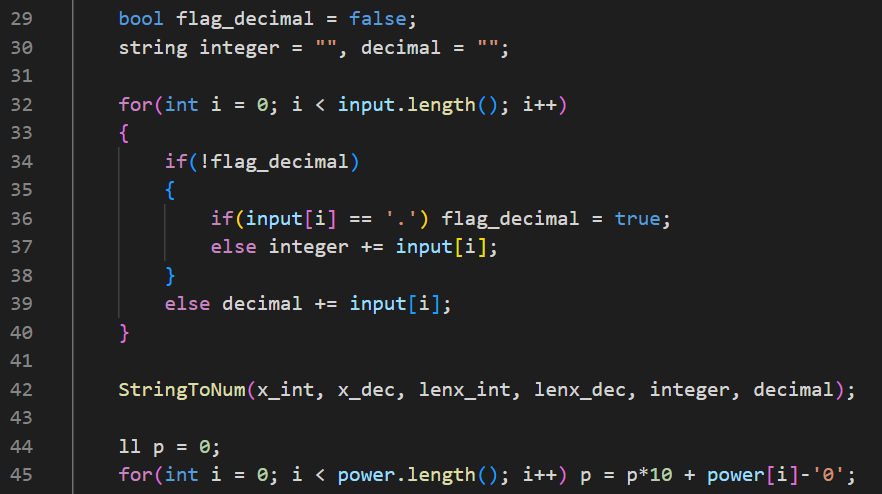 29 bool flag_decimal = false;
30 string integer = "", decimal = "";
31
32 for(int i = 0; i < input.length(); i++)
33 {
34 if(!flag_decimal)
35 {
36 if(input[i] == '.') flag_decimal = true;
37 else integer += input[i];
38 }
39 else decimal += input[i];
40 }
41
42 StringToNum(x_int, x_dec, lenx_int, lenx_dec, integer, decimal);
43
44 ll p = 0;
45 for(int i = 0; i < power.length(); i++) p = p*10 + power[i]-'0';